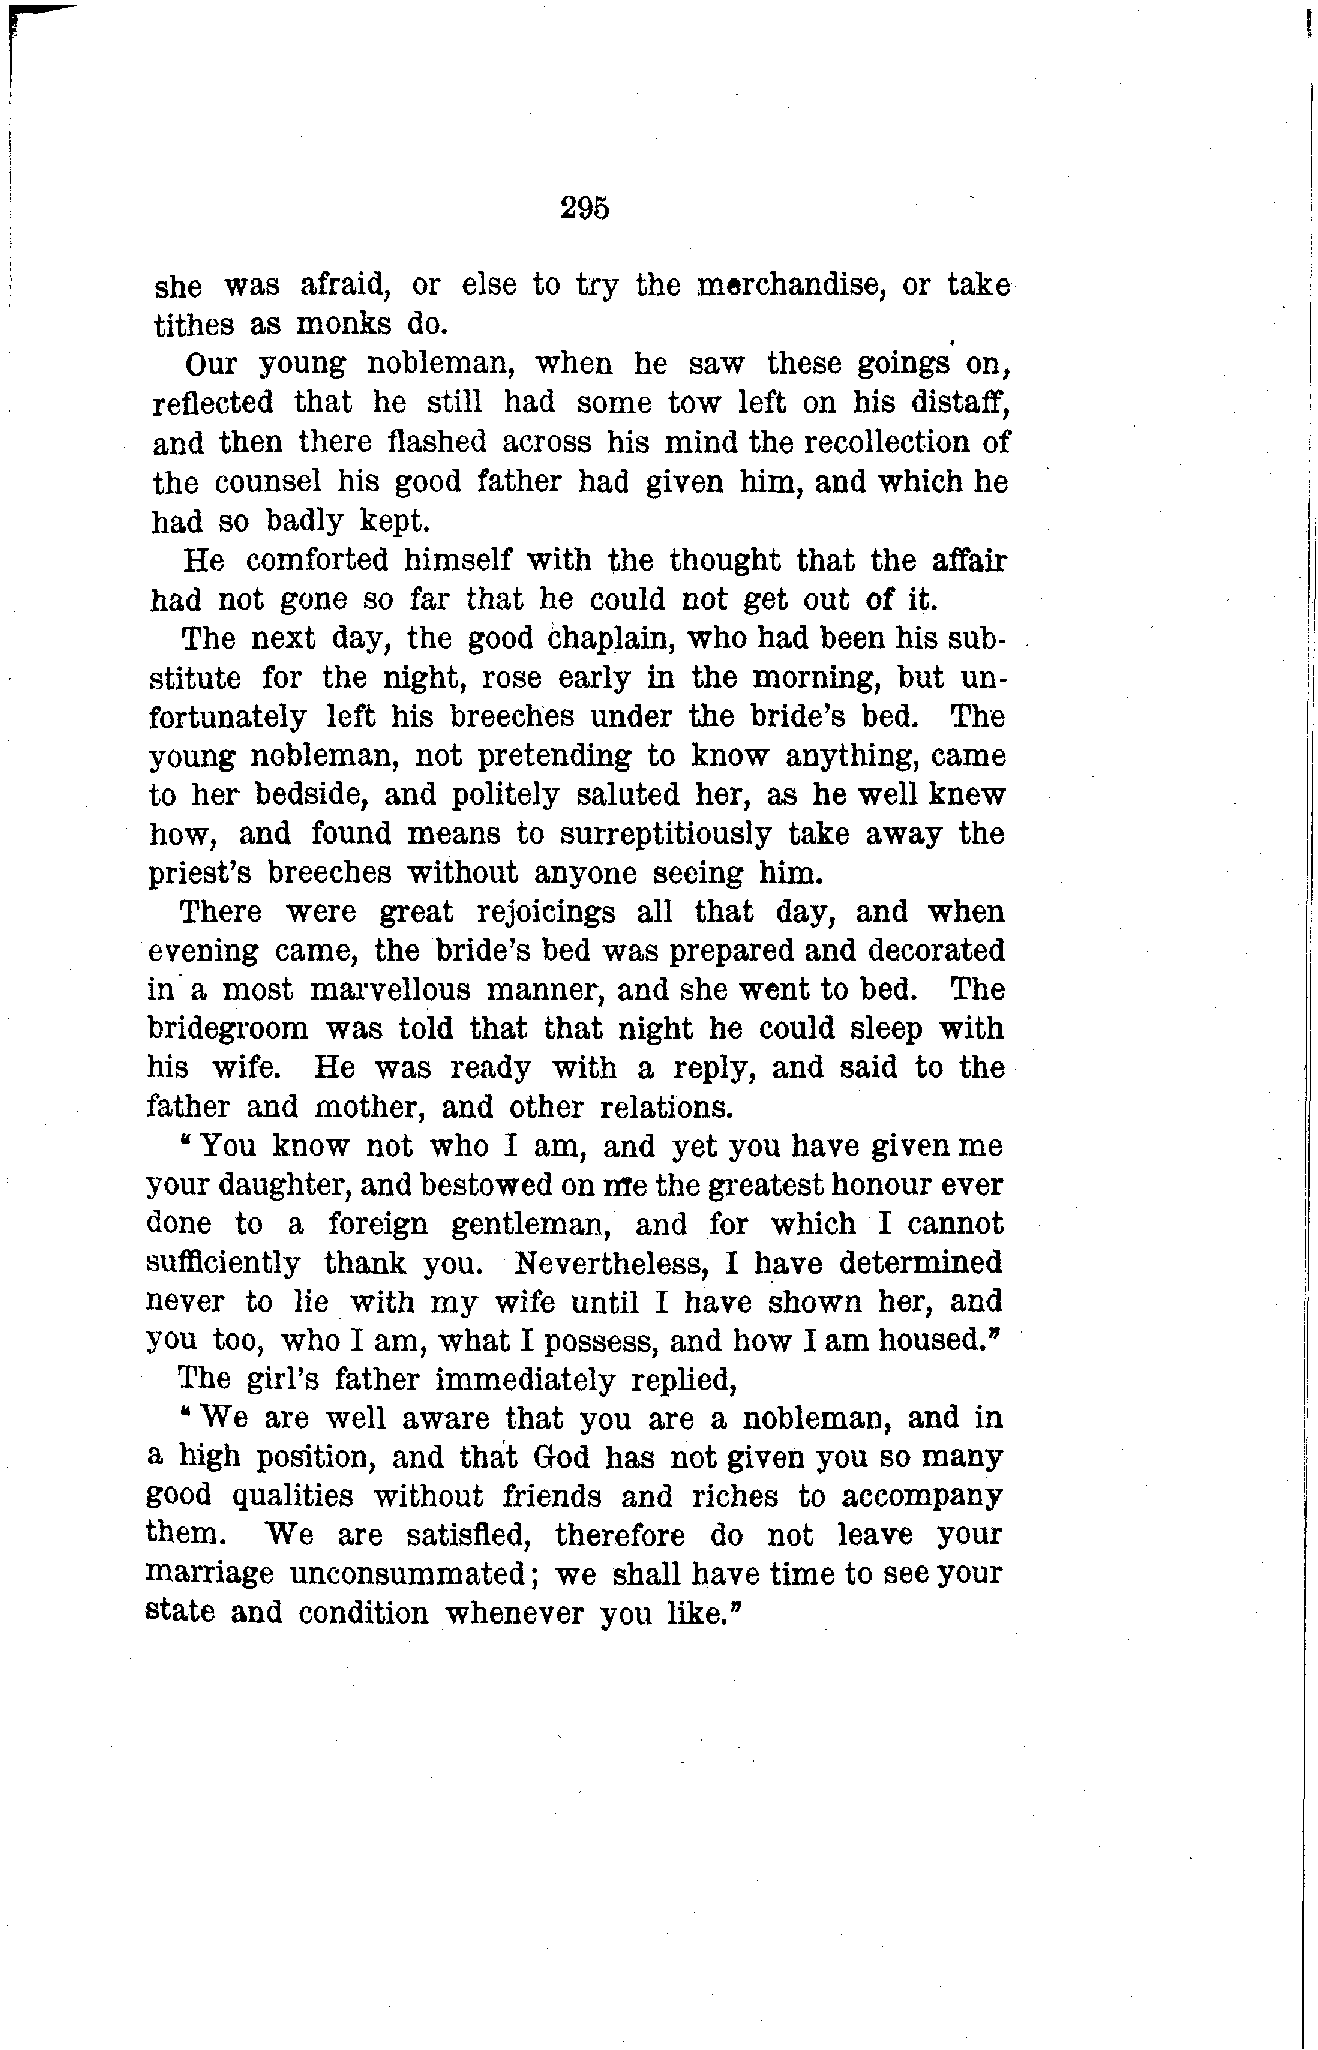 295
she was afraid, or else to try the merchandise, or take
tithes as monks do.
Our young nobleman, when he saw these goings on,
reflected that he still had some tow left on his distaff,
and then there flashed across his mind the recollection of
the counsel his good father had given him, and which he
had so badly kept.
He comforted himself with the thought that the affair
had not gone so far that he could not get out of it.
The next day, the good chaplain, who had been his sub-
stitute for the night, rose early in the morning, but un-
fortunately left his breeches under the bride's bed. The
young nobleman, not pretending to know anything, came
to her bedside, and politely saluted her, as he well knew
how, and found means to surreptitiously take away the
priest's breeches without anyone seeing him.
There were great rejoicings all that day, and when
evening came, the bride's bed was prepared and decorated
in a most marvellous manner, and she went to bed. The
bridegroom was told that that night he could sleep with
his wife. He was ready with a reply, and said to the
father and mother, and other relations.
"You know not who I am, and yet you have given me
your daughter, and bestowed on me the greatest honour ever
done to a foreign gentleman, and for which I cannot
sufficiently thank you. Nevertheless, I have determined
never to lie with my wife until I have shown her, and
you too, who I am, what I possess, and how I am housed."
The girl's father immediately replied,
"We are well aware that you are a nobleman, and in
a high position, and that God has not given you so many
good qualities without friends and riches to accompany
them. We are satisfied, therefore do not leave your
marriage unconsummated; we shall have time to see your
state and condition whenever you like."